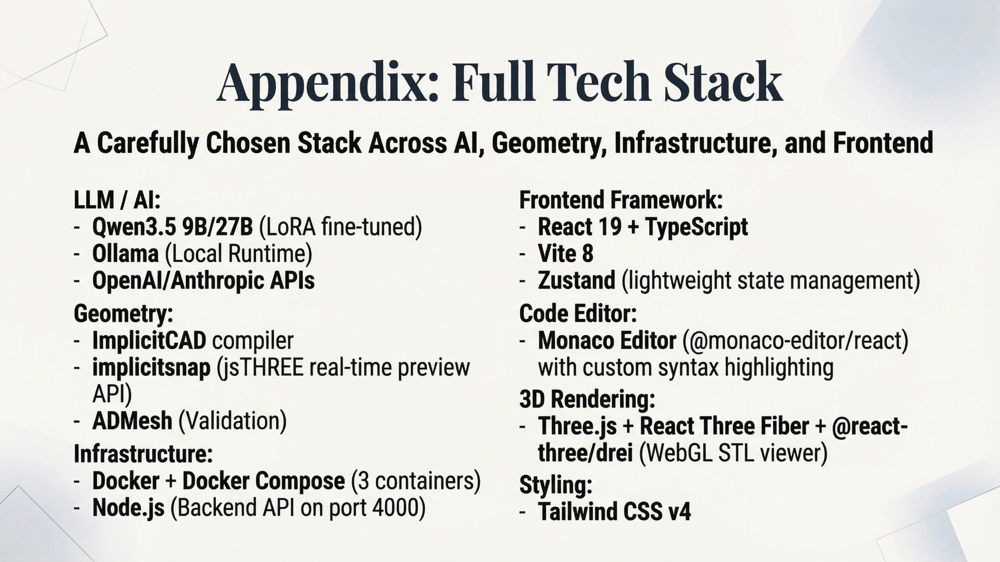 Appendix: Full Tech Stack
A Carefully Chosen Stack Across AI, Geometry, Infrastructure, and Frontend
LLM / AI:
- Qwen3.5 9B/27B (LoRA fine-tuned)
- Ollama (Local Runtime)
- OpenAI/Anthropic APIs
Geometry:
- ImplicitCAD compiler
- implicitsnap (jsTHREE real-time preview
API)
- ADMesh (Validation)
Infrastructure:
- Docker + Docker Compose (3 containers)
- Node.js (Backend API on port 4000)
Frontend Framework:
- React 19 + TypeScript
- Vite 8
- Zustand (lightweight state management)
Code Editor:
- Monaco Editor (@monaco-editor/react)
with custom syntax highlighting
3D Rendering:
- Three.js + React Three Fiber + @react-
three/drei (WebGL STL viewer)
Styling:
- Tailwind CSS v4